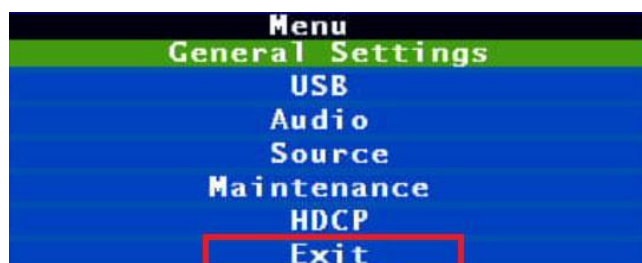 Menu
General Settings
USB
Audio
Source
Maintenance
HDCP
Exit